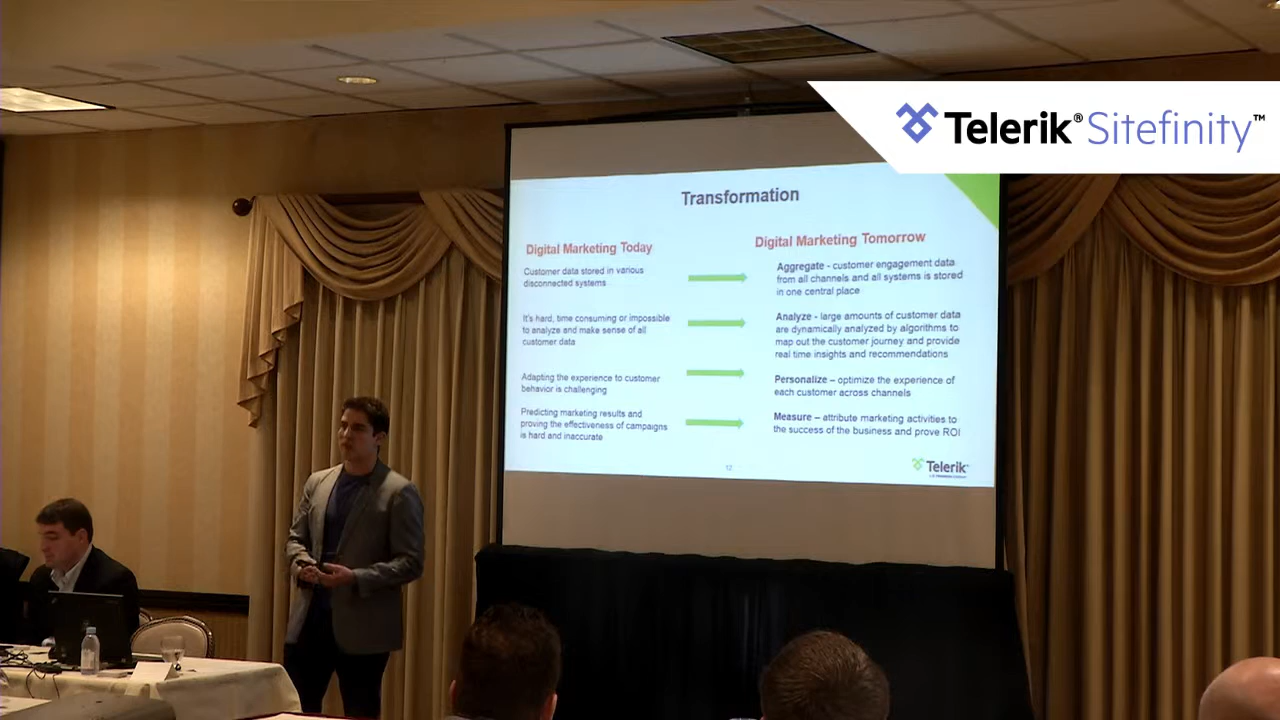 Telerik® Sitefinity™
Transformation
Digital Marketing Today
Digital Marketing Tomorrow
Customer data stored in various
disconnected systems
Aggregate - customer engagement data
from all channels and all systems is stored
in one central place
It's hard, time consuming or impossible
to analyze and make sense of all
customer data
Analyze - large amounts of customer data
are dynamically analyzed by algorithms to
map out the customer journey and provide
real time insights and recommendations
Adapting the experience to customer
behavior is challenging
Personalize – optimize the experience of
each customer across channels
Predicting marketing results and
proving the effectiveness of campaigns
is hard and inaccurate
Measure – attribute marketing activities to
the success of the business and prove ROI
12
Telerik